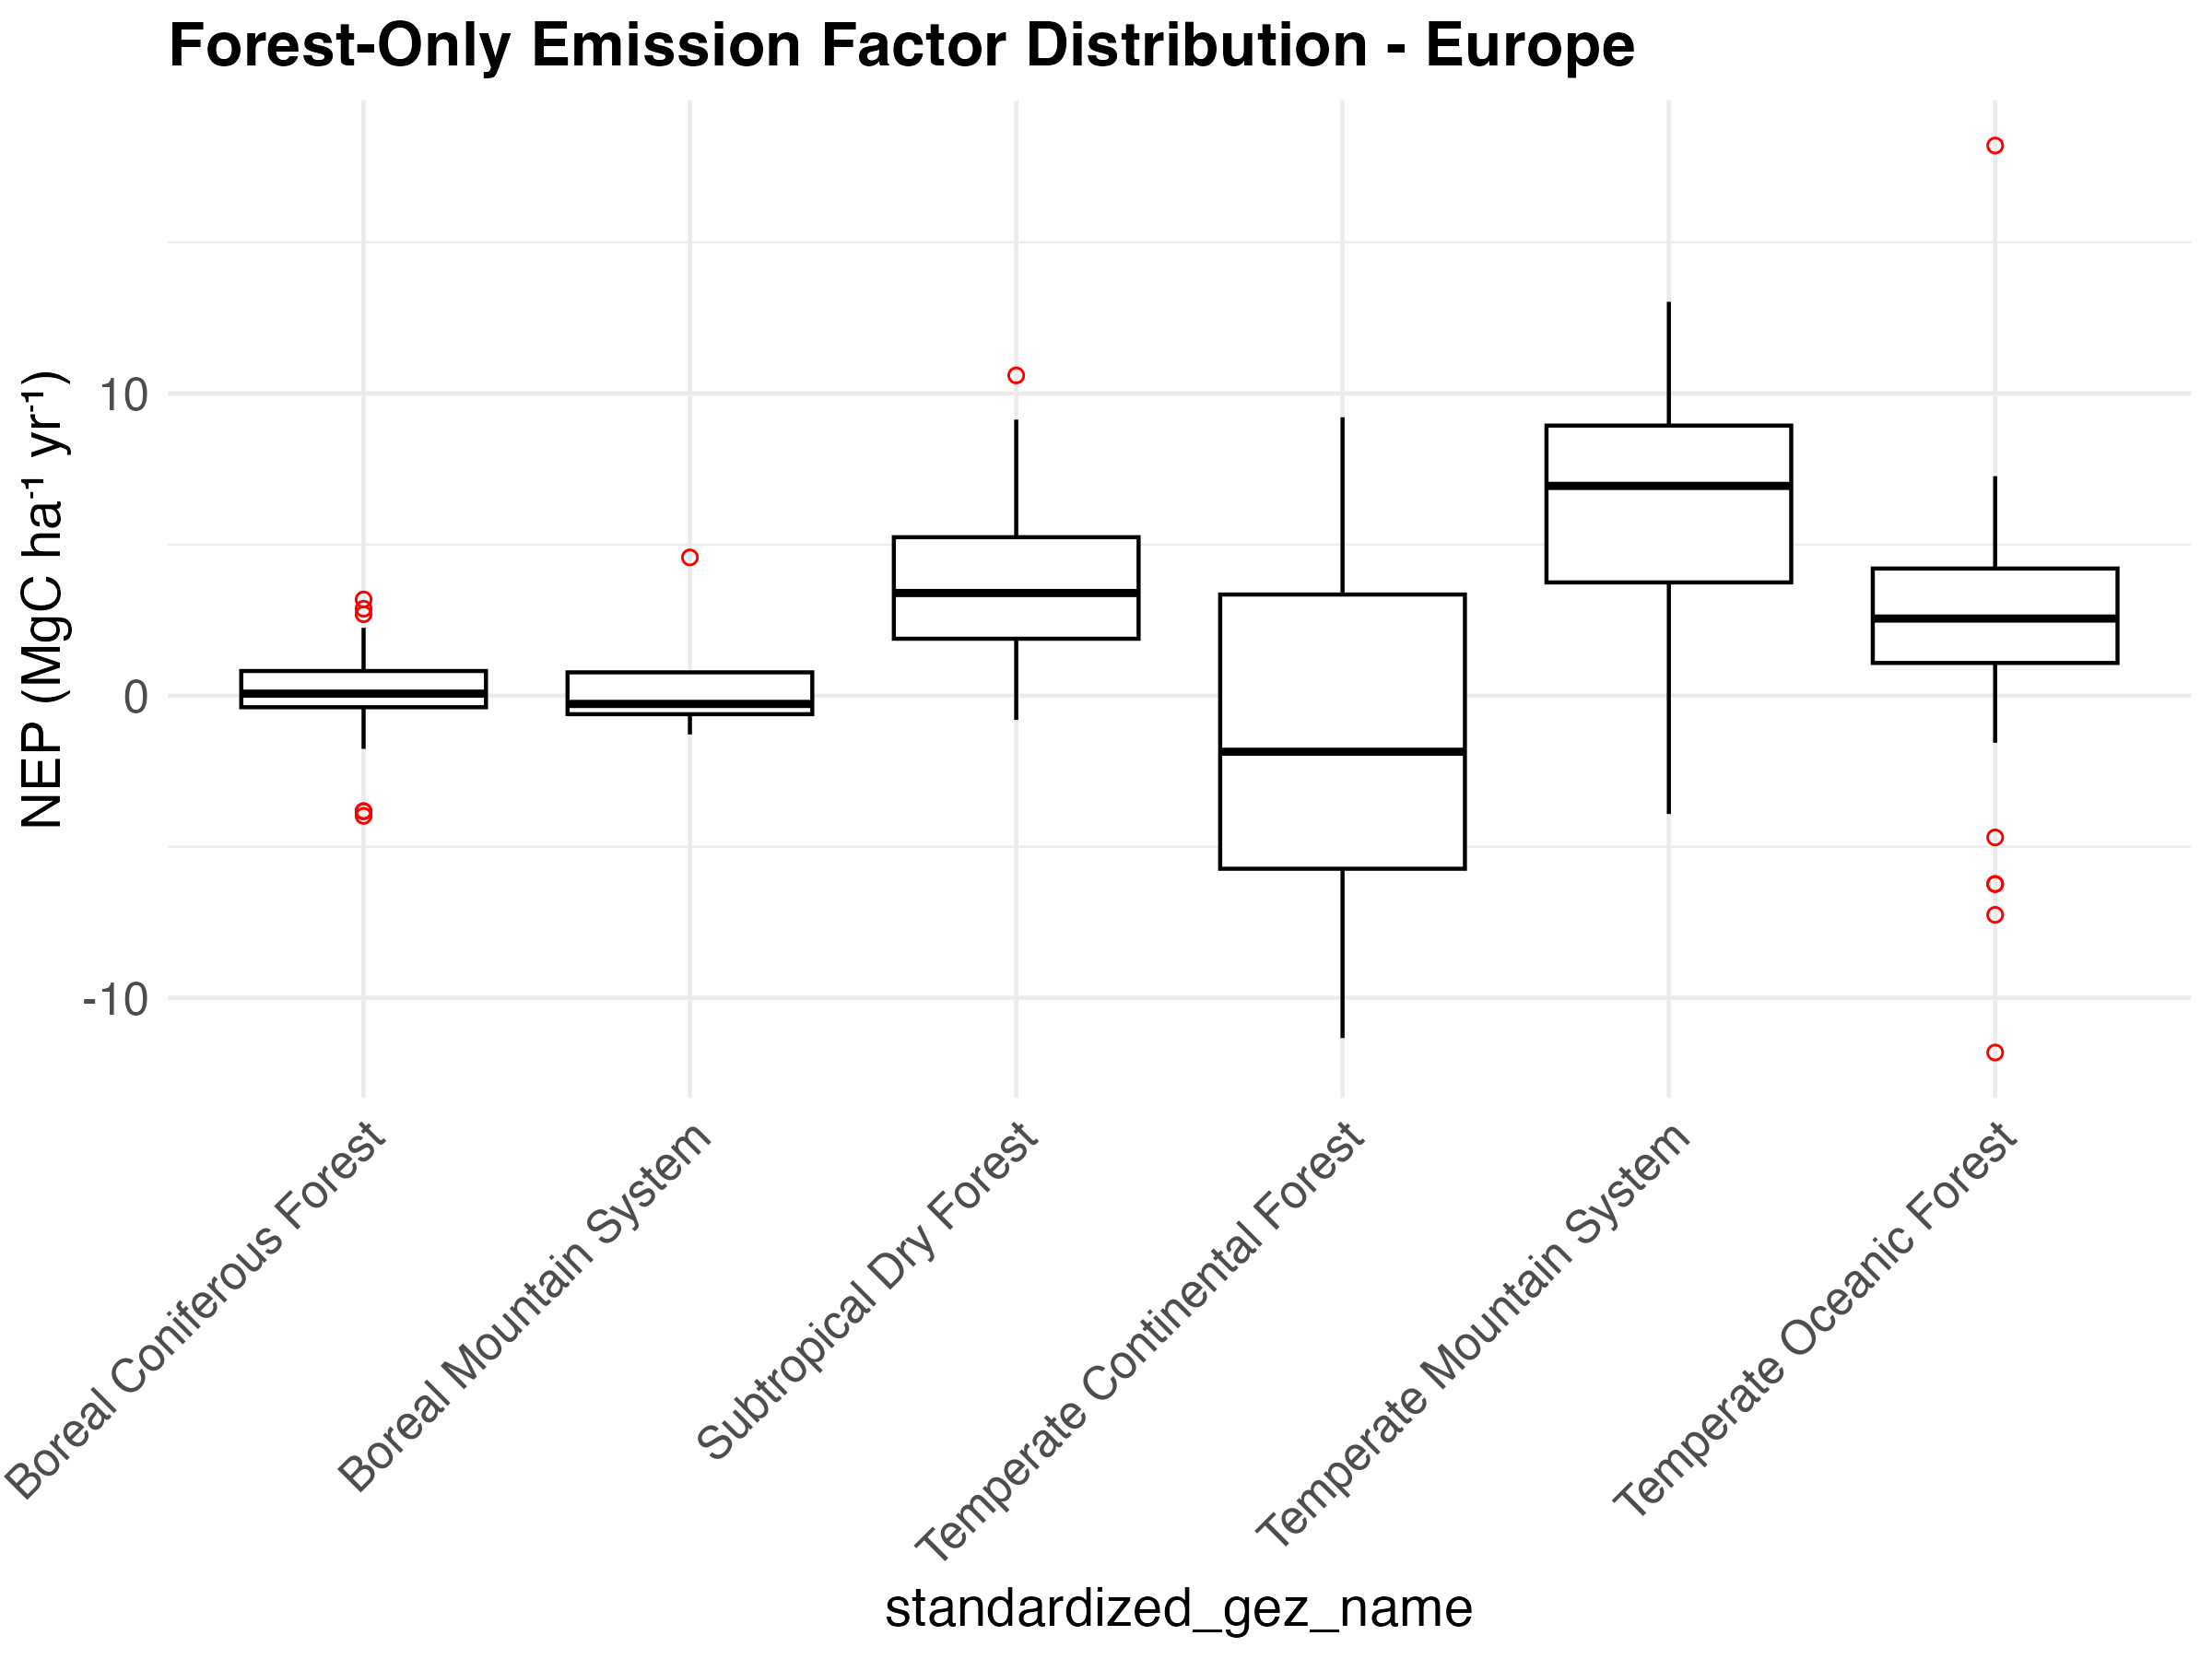 Forest-Only Emission Factor Distribution - Europe
NEP (MgC ha⁻¹ yr⁻¹)
10
0
-10
Boreal Coniferous Forest
Boreal Mountain System
Subtropical Dry Forest
Temperate Continental Forest
Temperate Mountain System
Temperate Oceanic Forest
standardized_gez_name